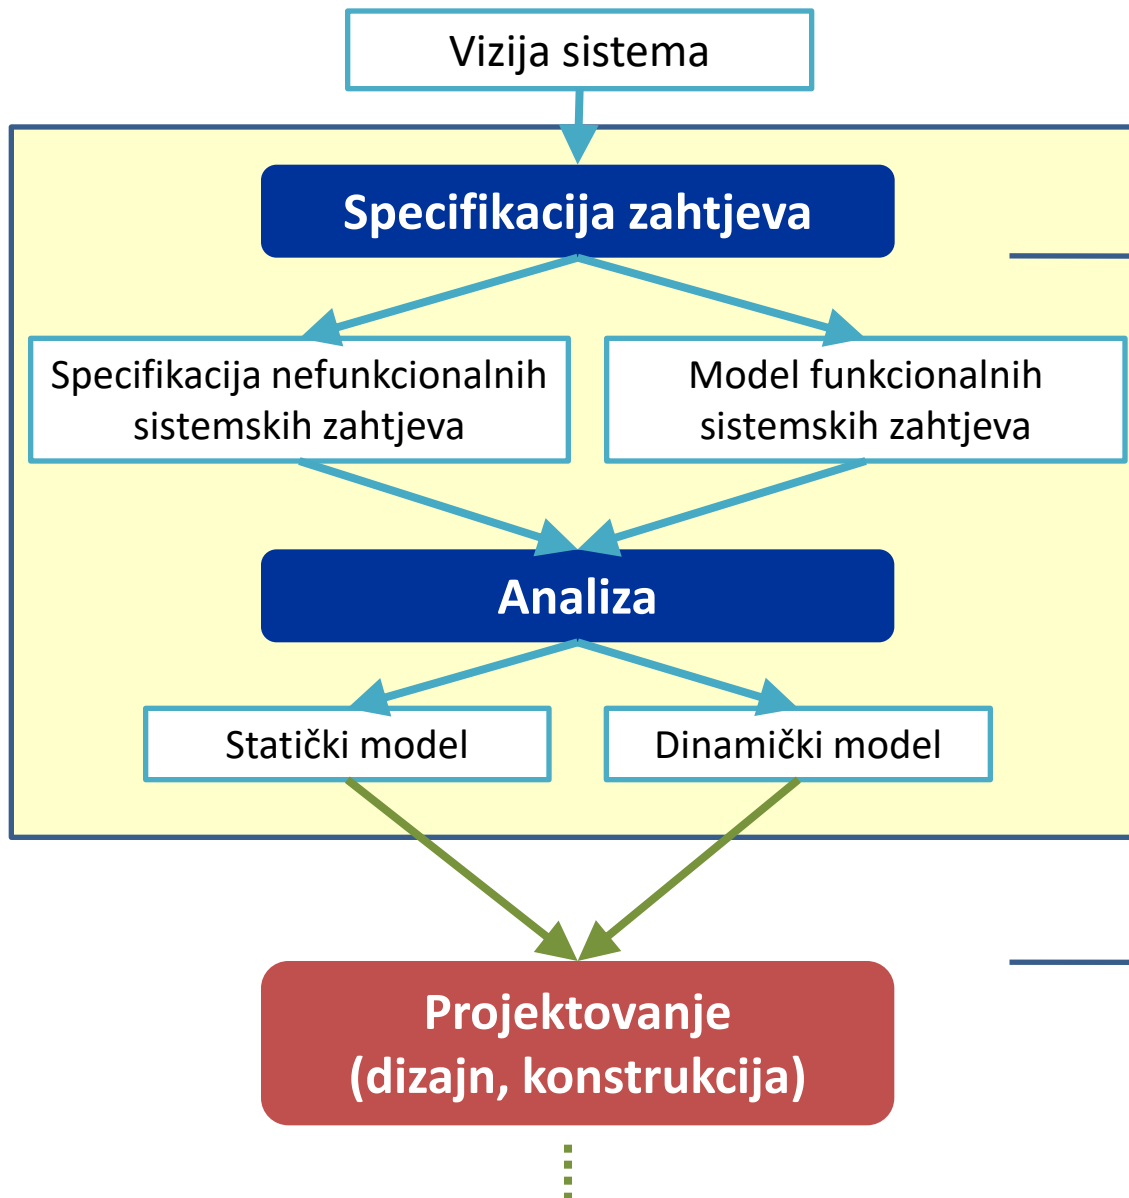 Vizija sistema
Specifikacija zahtjeva
Specifikacija nefunkcionalnih
sistemskih zahtjeva
Model funkcionalnih
sistemskih zahtjeva
Analiza
Statički model
Dinamički model
Projektovanje
(dizajn, konstrukcija)